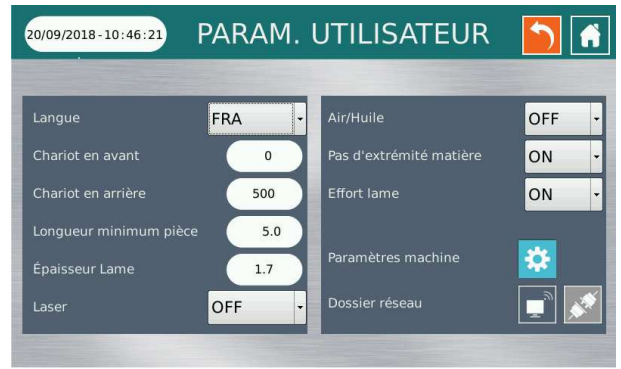 20/09/2018-10:46:21
PARAM. UTILISATEUR
Langue FRA
Chariot en avant 0
Chariot en arrière 500
Longueur minimum pièce 5.0
Épaisseur Lame 1.7
Laser OFF
Air/Huile OFF
Pas d'extrémité matière ON
Effort lame ON
Paramètres machine
Dossier réseau